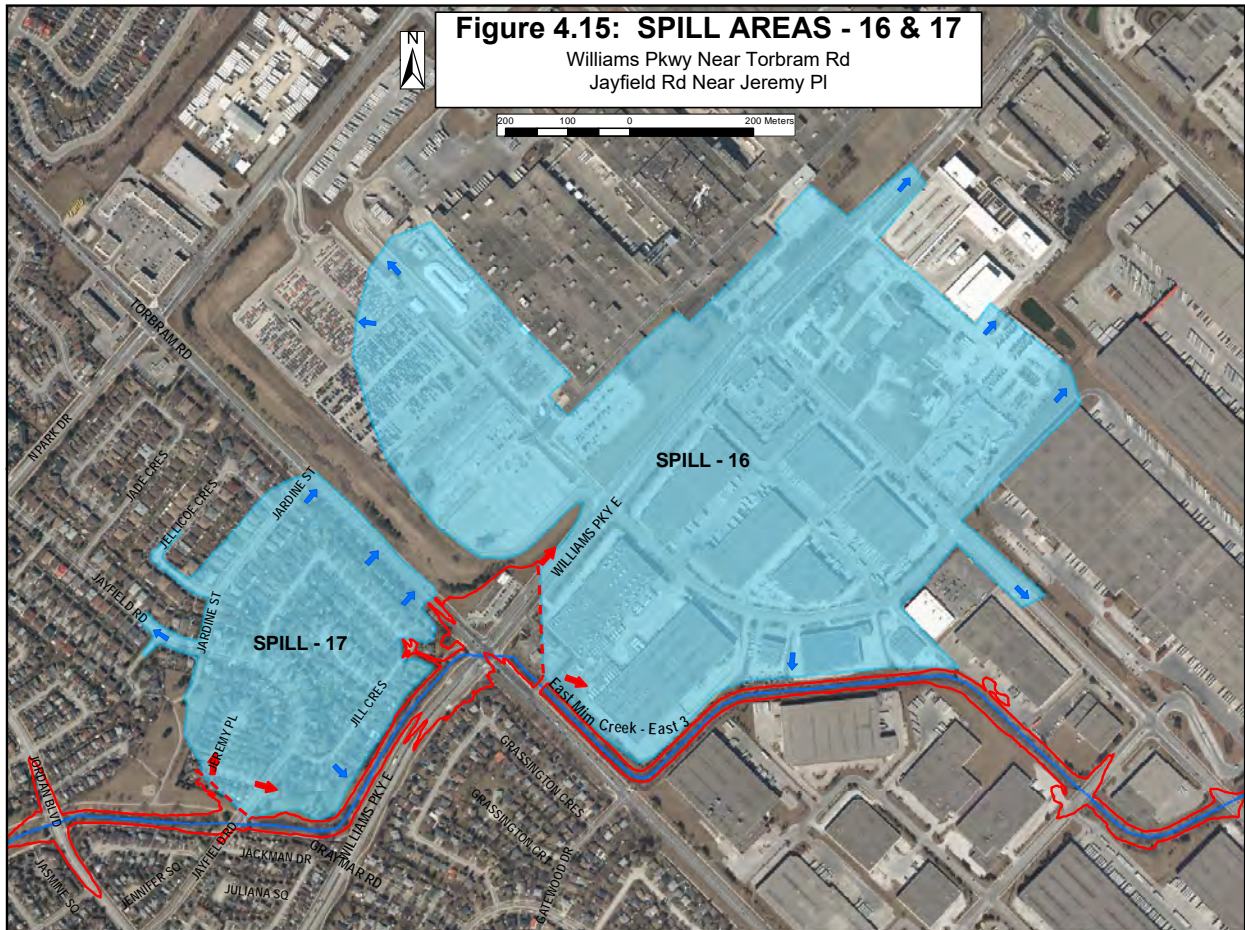 Figure 4.15: SPILL AREAS - 16 & 17
Williams Pkwy Near Torbram Rd
Jayfield Rd Near Jeremy Pl
N
200 100 0 200 Meters
TORBRAM RD
N PARK DR
JADE CRES
JELLICOE CRES
JARDINE ST
JAYFIELD RD
JARDINE ST
SPILL - 16
WILLIAMS PKY E
SPILL - 17
JILL CRES
JEREMY PL
East Mim. Creek - East 3
GRASSINGTON CRES
GRASSINGTON CRT
GATEWOOD DR
WILLIAMS PKY E
GRAYMAR RD
JORDAN BLVD
JASMINE SQ
JENNIFER SQ
JAYFIELD RD
JACKMAN DR
JULIANA SQ